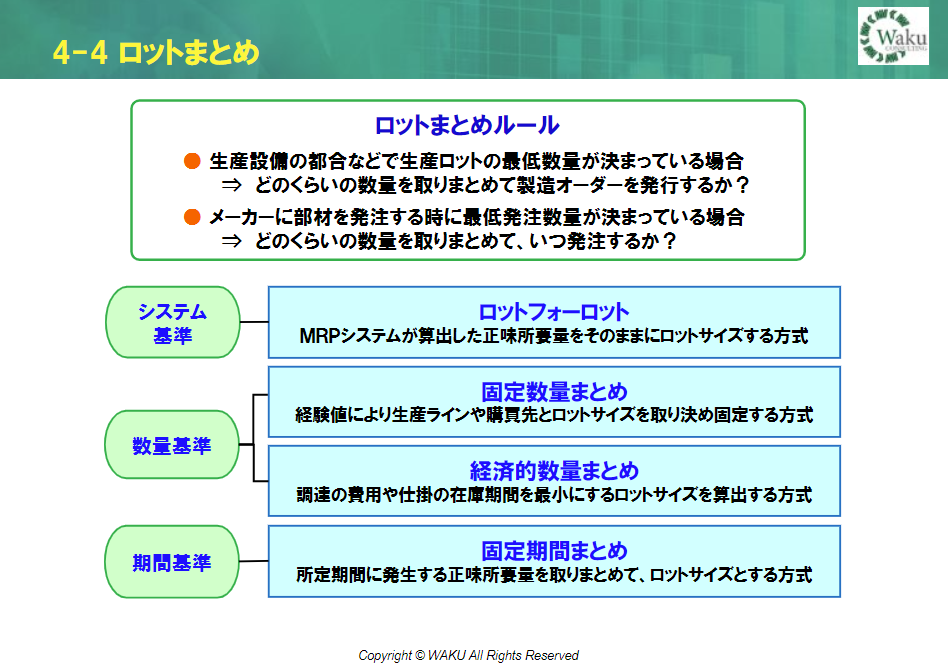 4-4 ロットまとめ
Waku
CONSULTING
ロットまとめルール
● 生産設備の都合などで生産ロットの最低数量が決まっている場合
⇒ どのくらいの数量を取りまとめて製造オーダーを発行するか？
● メーカーに部材を発注する時に最低発注数量が決まっている場合
⇒ どのくらいの数量を取りまとめて、いつ発注するか？
システム
基準
ロットフォーロット
MRPシステムが算出した正味所要量をそのままにロットサイズする方式
数量基準
固定数量まとめ
経験値により生産ラインや購買先とロットサイズを取り決め固定する方式
経済的数量まとめ
調達の費用や仕掛の在庫期間を最小にするロットサイズを算出する方式
期間基準
固定期間まとめ
所定期間に発生する正味所要量を取りまとめて、ロットサイズとする方式
Copyright © WAKU All Rights Reserved